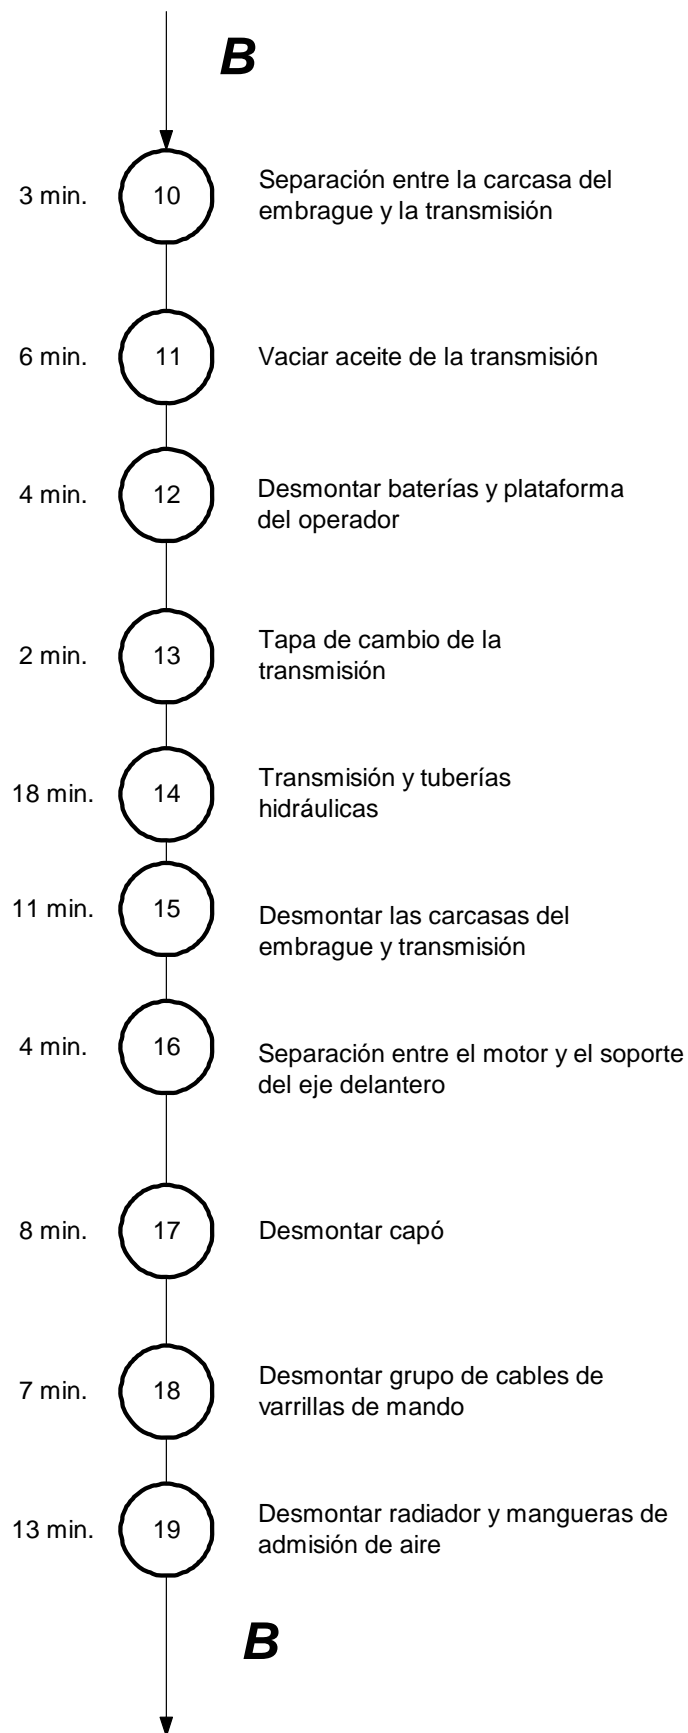 B
3 min.
10
Separación entre la carcasa del
embrague y la transmisión
6 min.
11
Vaciar aceite de la transmisión
4 min.
12
Desmontar baterías y plataforma
del operador
2 min.
13
Tapa de cambio de la
transmisión
18 min.
14
Transmisión y tuberías
hidráulicas
11 min.
15
Desmontar las carcasas del
embrague y transmisión
4 min.
16
Separación entre el motor y el soporte
del eje delantero
8 min.
17
Desmontar capó
7 min.
18
Desmontar grupo de cables de
varrillas de mando
13 min.
19
Desmontar radiador y mangueras de
admisión de aire
B